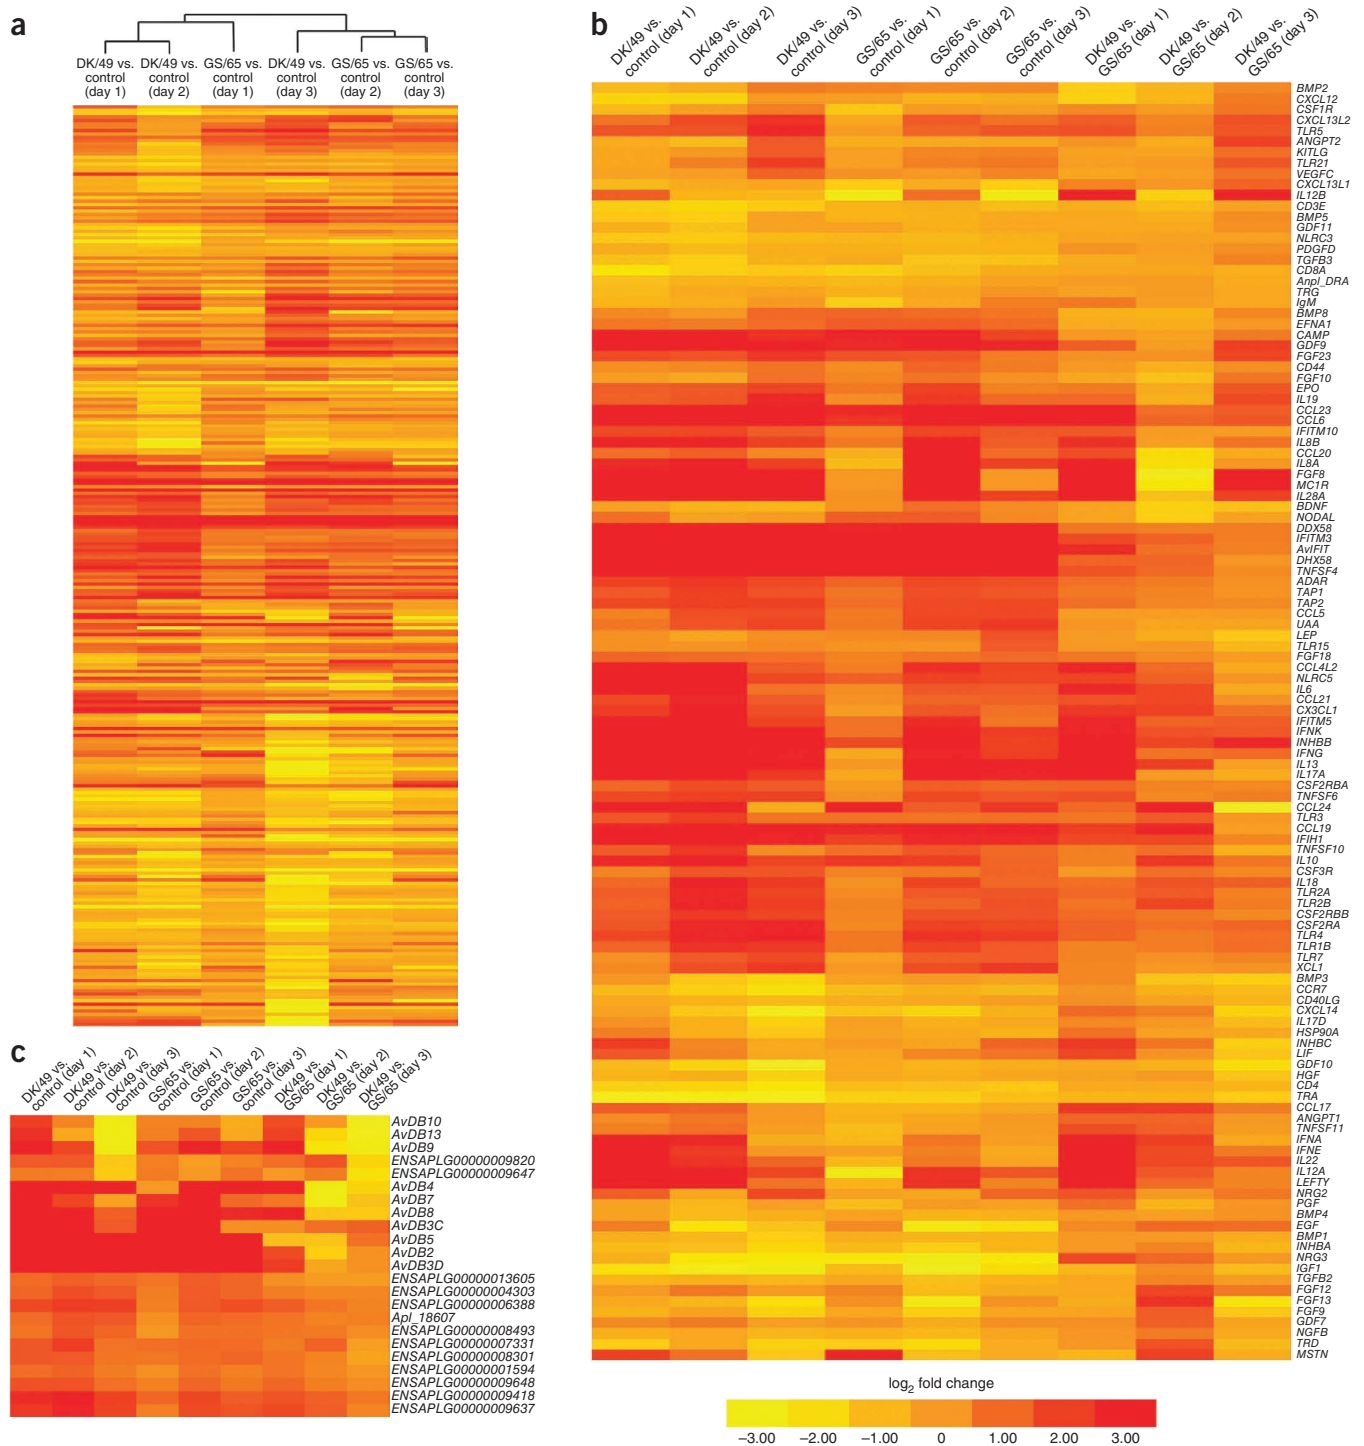 a
DK/49 vs. control (day 1)
DK/49 vs. control (day 2)
GS/65 vs. control (day 1)
DK/49 vs. control (day 3)
GS/65 vs. control (day 2)
GS/65 vs. control (day 3)
b
DK/49 vs. control (day 1)
DK/49 vs. control (day 2)
DK/49 vs. control (day 3)
GS/65 vs. control (day 1)
GS/65 vs. control (day 2)
GS/65 vs. control (day 3)
DK/49 vs. GS/65 (day 1)
DK/49 vs. GS/65 (day 2)
DK/49 vs. GS/65 (day 3)
BMP2
CXCL12
CSF1R
CXCL13L2
TLR5
ANGPT2
KITLG
TLR21
VEGFC
CXCL13L1
IL12B
CD3E
BMP5
GDF11
NLRC3
PDGFD
TGFB3
CD8A
Anpl_DRA
TRG
IgM
BMP8
EFNA1
CAMP
GDF9
FGF23
CD44
FGF10
EPO
IL19
CCL23
CCL6
IFITM10
IL8B
CCL20
IL8A
FGF8
MC1R
IL28A
BDNF
NODAL
DDX58
IFITM3
AvIFIT
DHX58
TNFSF4
ADAR
TAP1
TAP2
CCL5
UAA
LEP
TLR15
FGF18
CCL4L2
NLRC5
IL6
CCL21
CX3CL1
IFITM5
IFNK
INHBB
IFNG
IL13
IL17A
CSF2RBA
TNFSF6
CCL24
TLR3
CCL19
IFIH1
TNFSF10
IL10
CSF3R
IL18
TLR2A
TLR2B
CSF2RBB
CSF2RA
TLR4
TLR1B
TLR7
XCL1
BMP3
CCR7
CD40LG
CXCL14
IL17D
HSP90A
INHBC
LIF
GDF10
HGF
CD4
TRA
CCL17
ANGPT1
TNFSF11
IFNA
IFNE
IL22
IL12A
LEFTY
NRG2
PGF
BMP4
EGF
BMP1
INHBA
NRG3
IGF1
TGFB2
FGF12
FGF13
FGF9
GDF7
NGFB
TRD
MSTN
c
DK/49 vs. control (day 1)
DK/49 vs. control (day 2)
DK/49 vs. control (day 3)
GS/65 vs. control (day 1)
GS/65 vs. control (day 2)
GS/65 vs. control (day 3)
DK/49 vs. GS/65 (day 1)
DK/49 vs. GS/65 (day 2)
DK/49 vs. GS/65 (day 3)
AvDB10
AvDB13
AvDB9
ENSAPLG00000009820
ENSAPLG00000009647
AvDB4
AvDB7
AvDB8
AvDB3C
AvDB5
AvDB2
AvDB3D
ENSAPLG00000013605
ENSAPLG00000004303
ENSAPLG00000006388
Apl_18607
ENSAPLG00000008493
ENSAPLG00000007331
ENSAPLG00000008301
ENSAPLG00000001594
ENSAPLG00000009648
ENSAPLG00000009418
ENSAPLG00000009637
log2 fold change
–3.00 –2.00 –1.00 0 1.00 2.00 3.00